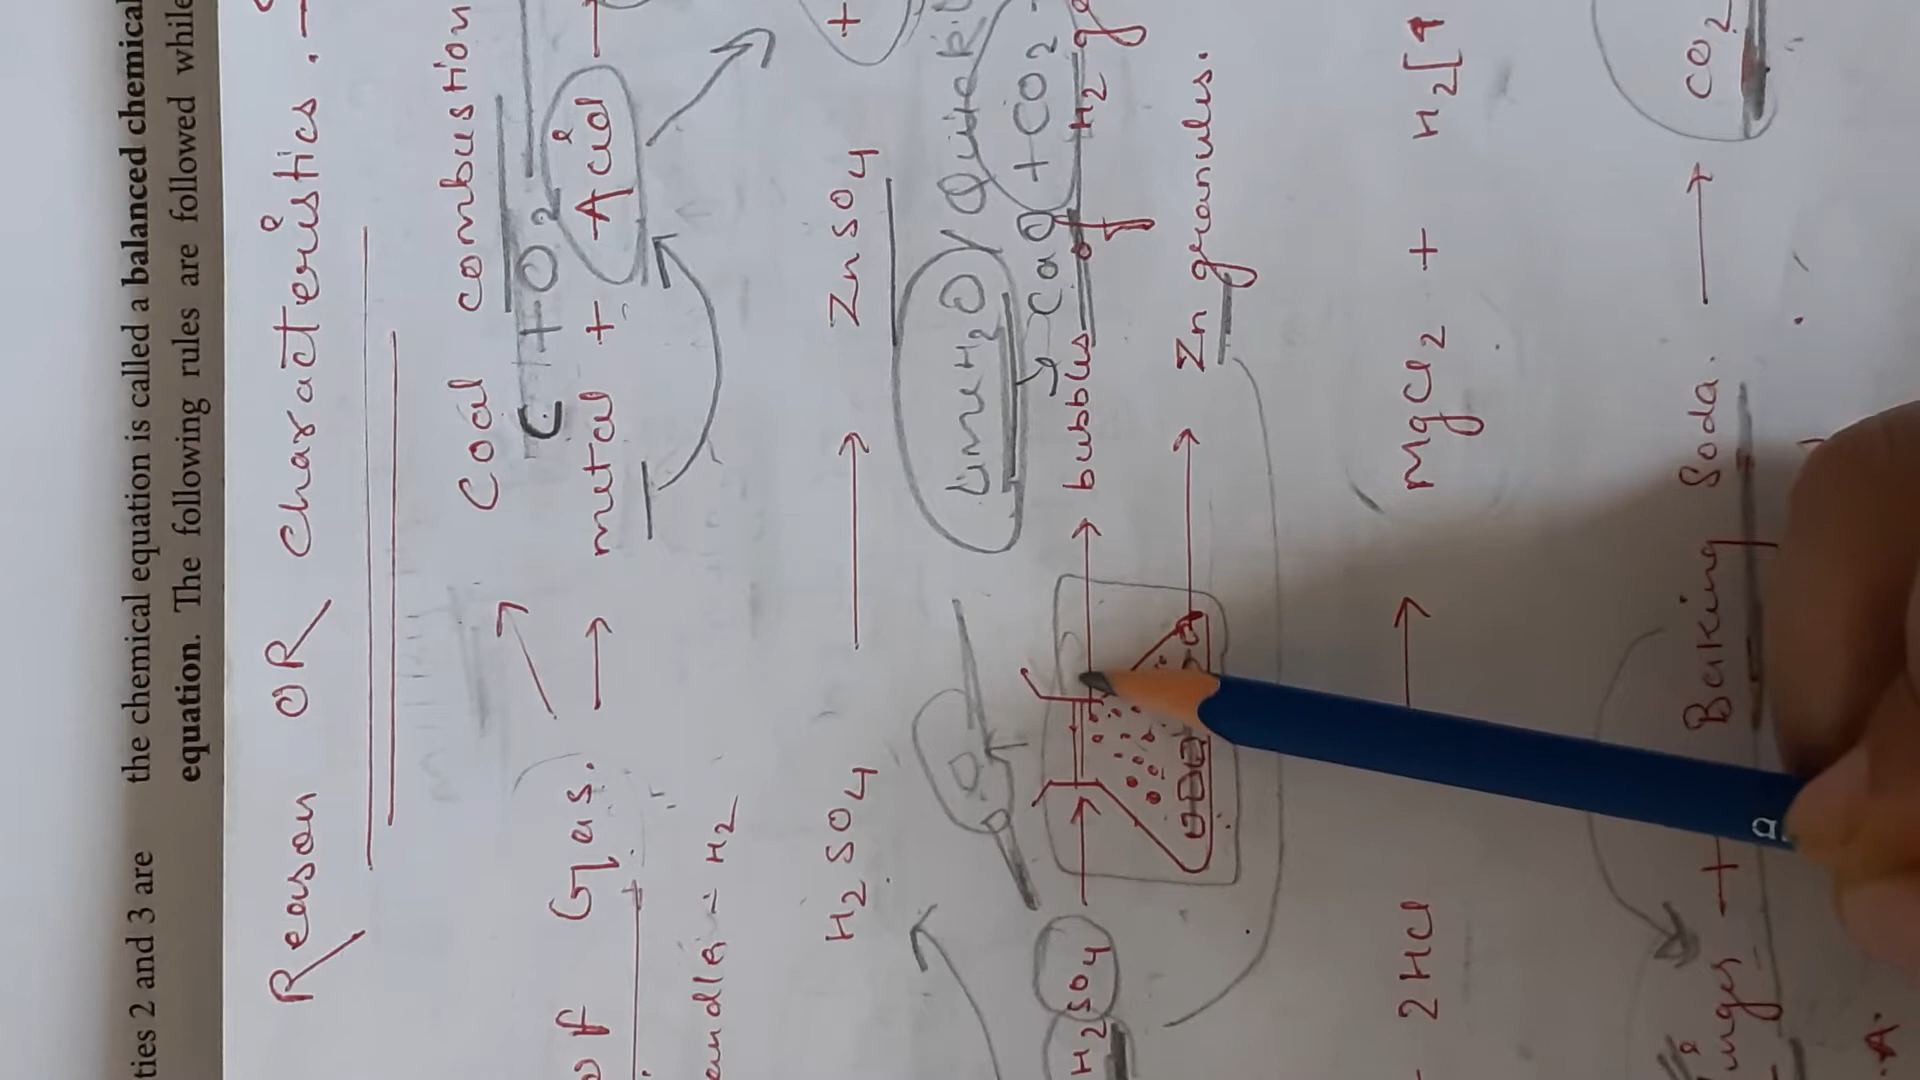 ties 2 and 3 are the chemical equation is called a balanced chemical
equation. The following rules are followed while
Reason OR characteristics.
Coal combustion
C + O2
of Gas. → metal + Acid
H2
H2SO4 → ZnSO4 +
Lime H2O / Quick
CaO + CO2
H2SO4 → bubbles of H2 g
→ Zn granules.
2HCl → MgCl2 + H2[↑
+ Baking Soda. → CO2